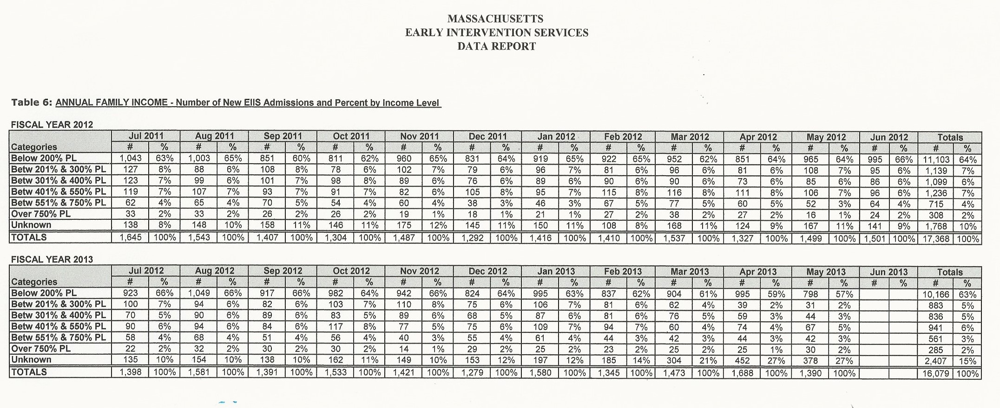 MASSACHUSETTS
EARLY INTERVENTION SERVICES
DATA REPORT
Table 6: ANNUAL FAMILY INCOME - Number of New EIIS Admissions and Percent by Income Level
FISCAL YEAR 2012
Jul 2011 Aug 2011 Sep 2011 Oct 2011 Nov 2011 Dec 2011 Jan 2012 Feb 2012 Mar 2012 Apr 2012 May 2012 Jun 2012 Totals
Categories # % # % # % # % # % # % # % # % # % # % # % # % # %
Below 200% PL 1,043 63% 1,003 65% 851 60% 811 62% 960 65% 831 64% 919 65% 922 65% 952 62% 851 64% 965 64% 995 66% 11,103 64%
Betw 201% & 300% PL 127 8% 88 6% 108 8% 78 6% 102 7% 79 6% 96 7% 81 6% 96 6% 81 6% 108 7% 95 6% 1,139 7%
Betw 301% & 400% PL 123 7% 99 6% 101 7% 98 8% 89 6% 76 6% 89 6% 90 6% 90 6% 73 6% 85 6% 86 6% 1,099 6%
Betw 401% & 550% PL 119 7% 107 7% 93 7% 91 7% 82 6% 105 8% 95 7% 115 8% 116 8% 111 8% 106 7% 96 6% 1,236 7%
Betw 551% & 750% PL 62 4% 65 4% 70 5% 54 4% 60 4% 38 3% 46 3% 67 5% 77 5% 60 5% 52 3% 64 4% 715 4%
Over 750% PL 33 2% 33 2% 26 2% 26 2% 19 1% 18 1% 21 1% 27 2% 38 2% 27 2% 16 1% 24 2% 308 2%
Unknown 138 8% 148 10% 158 11% 146 11% 175 12% 145 11% 150 11% 108 8% 168 11% 124 9% 167 11% 141 9% 1,768 10%
TOTALS 1,645 100% 1,543 100% 1,407 100% 1,304 100% 1,487 100% 1,292 100% 1,416 100% 1,410 100% 1,537 100% 1,327 100% 1,499 100% 1,501 100% 17,368 100%
FISCAL YEAR 2013
Jul 2012 Aug 2012 Sep 2012 Oct 2012 Nov 2012 Dec 2012 Jan 2013 Feb 2013 Mar 2013 Apr 2013 May 2013 Jun 2013 Totals
Categories # % # % # % # % # % # % # % # % # % # % # % # % # %
Below 200% PL 923 66% 1,049 66% 917 66% 982 64% 942 66% 824 64% 995 63% 837 62% 904 61% 995 59% 798 57% 10,166 63%
Betw 201% & 300% PL 100 7% 94 6% 82 6% 103 7% 110 8% 75 6% 106 7% 81 6% 62 4% 39 2% 31 2% 883 5%
Betw 301% & 400% PL 70 5% 90 6% 89 6% 83 5% 89 6% 68 5% 87 6% 81 6% 76 5% 59 3% 44 3% 836 5%
Betw 401% & 550% PL 90 6% 94 6% 84 6% 117 8% 77 5% 75 6% 109 7% 94 7% 60 4% 74 4% 67 5% 941 6%
Betw 551% & 750% PL 58 4% 68 4% 51 4% 56 4% 40 3% 55 4% 61 4% 44 3% 42 3% 44 3% 42 3% 561 3%
Over 750% PL 22 2% 32 2% 30 2% 30 2% 14 1% 29 2% 25 2% 23 2% 25 2% 25 1% 30 2% 285 2%
Unknown 135 10% 154 10% 138 10% 162 11% 149 10% 153 12% 197 12% 185 14% 304 21% 452 27% 378 27% 2,407 15%
TOTALS 1,398 100% 1,581 100% 1,391 100% 1,533 100% 1,421 100% 1,279 100% 1,580 100% 1,345 100% 1,473 100% 1,688 100% 1,390 100% 16,079 100%